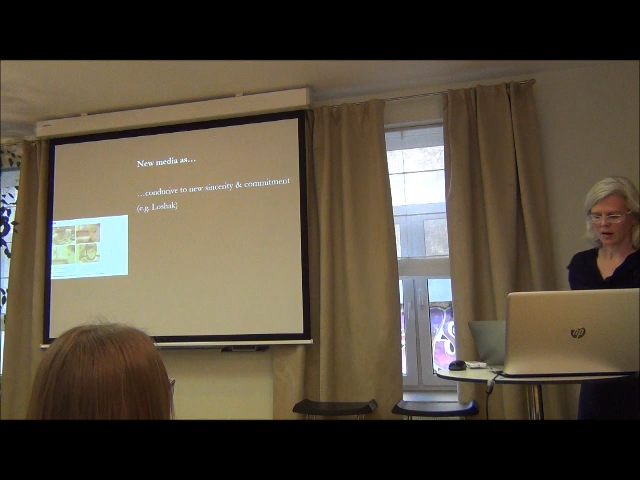 New media as…
…conducive to new sincerity & commitment
(e.g. Loshak)
hp